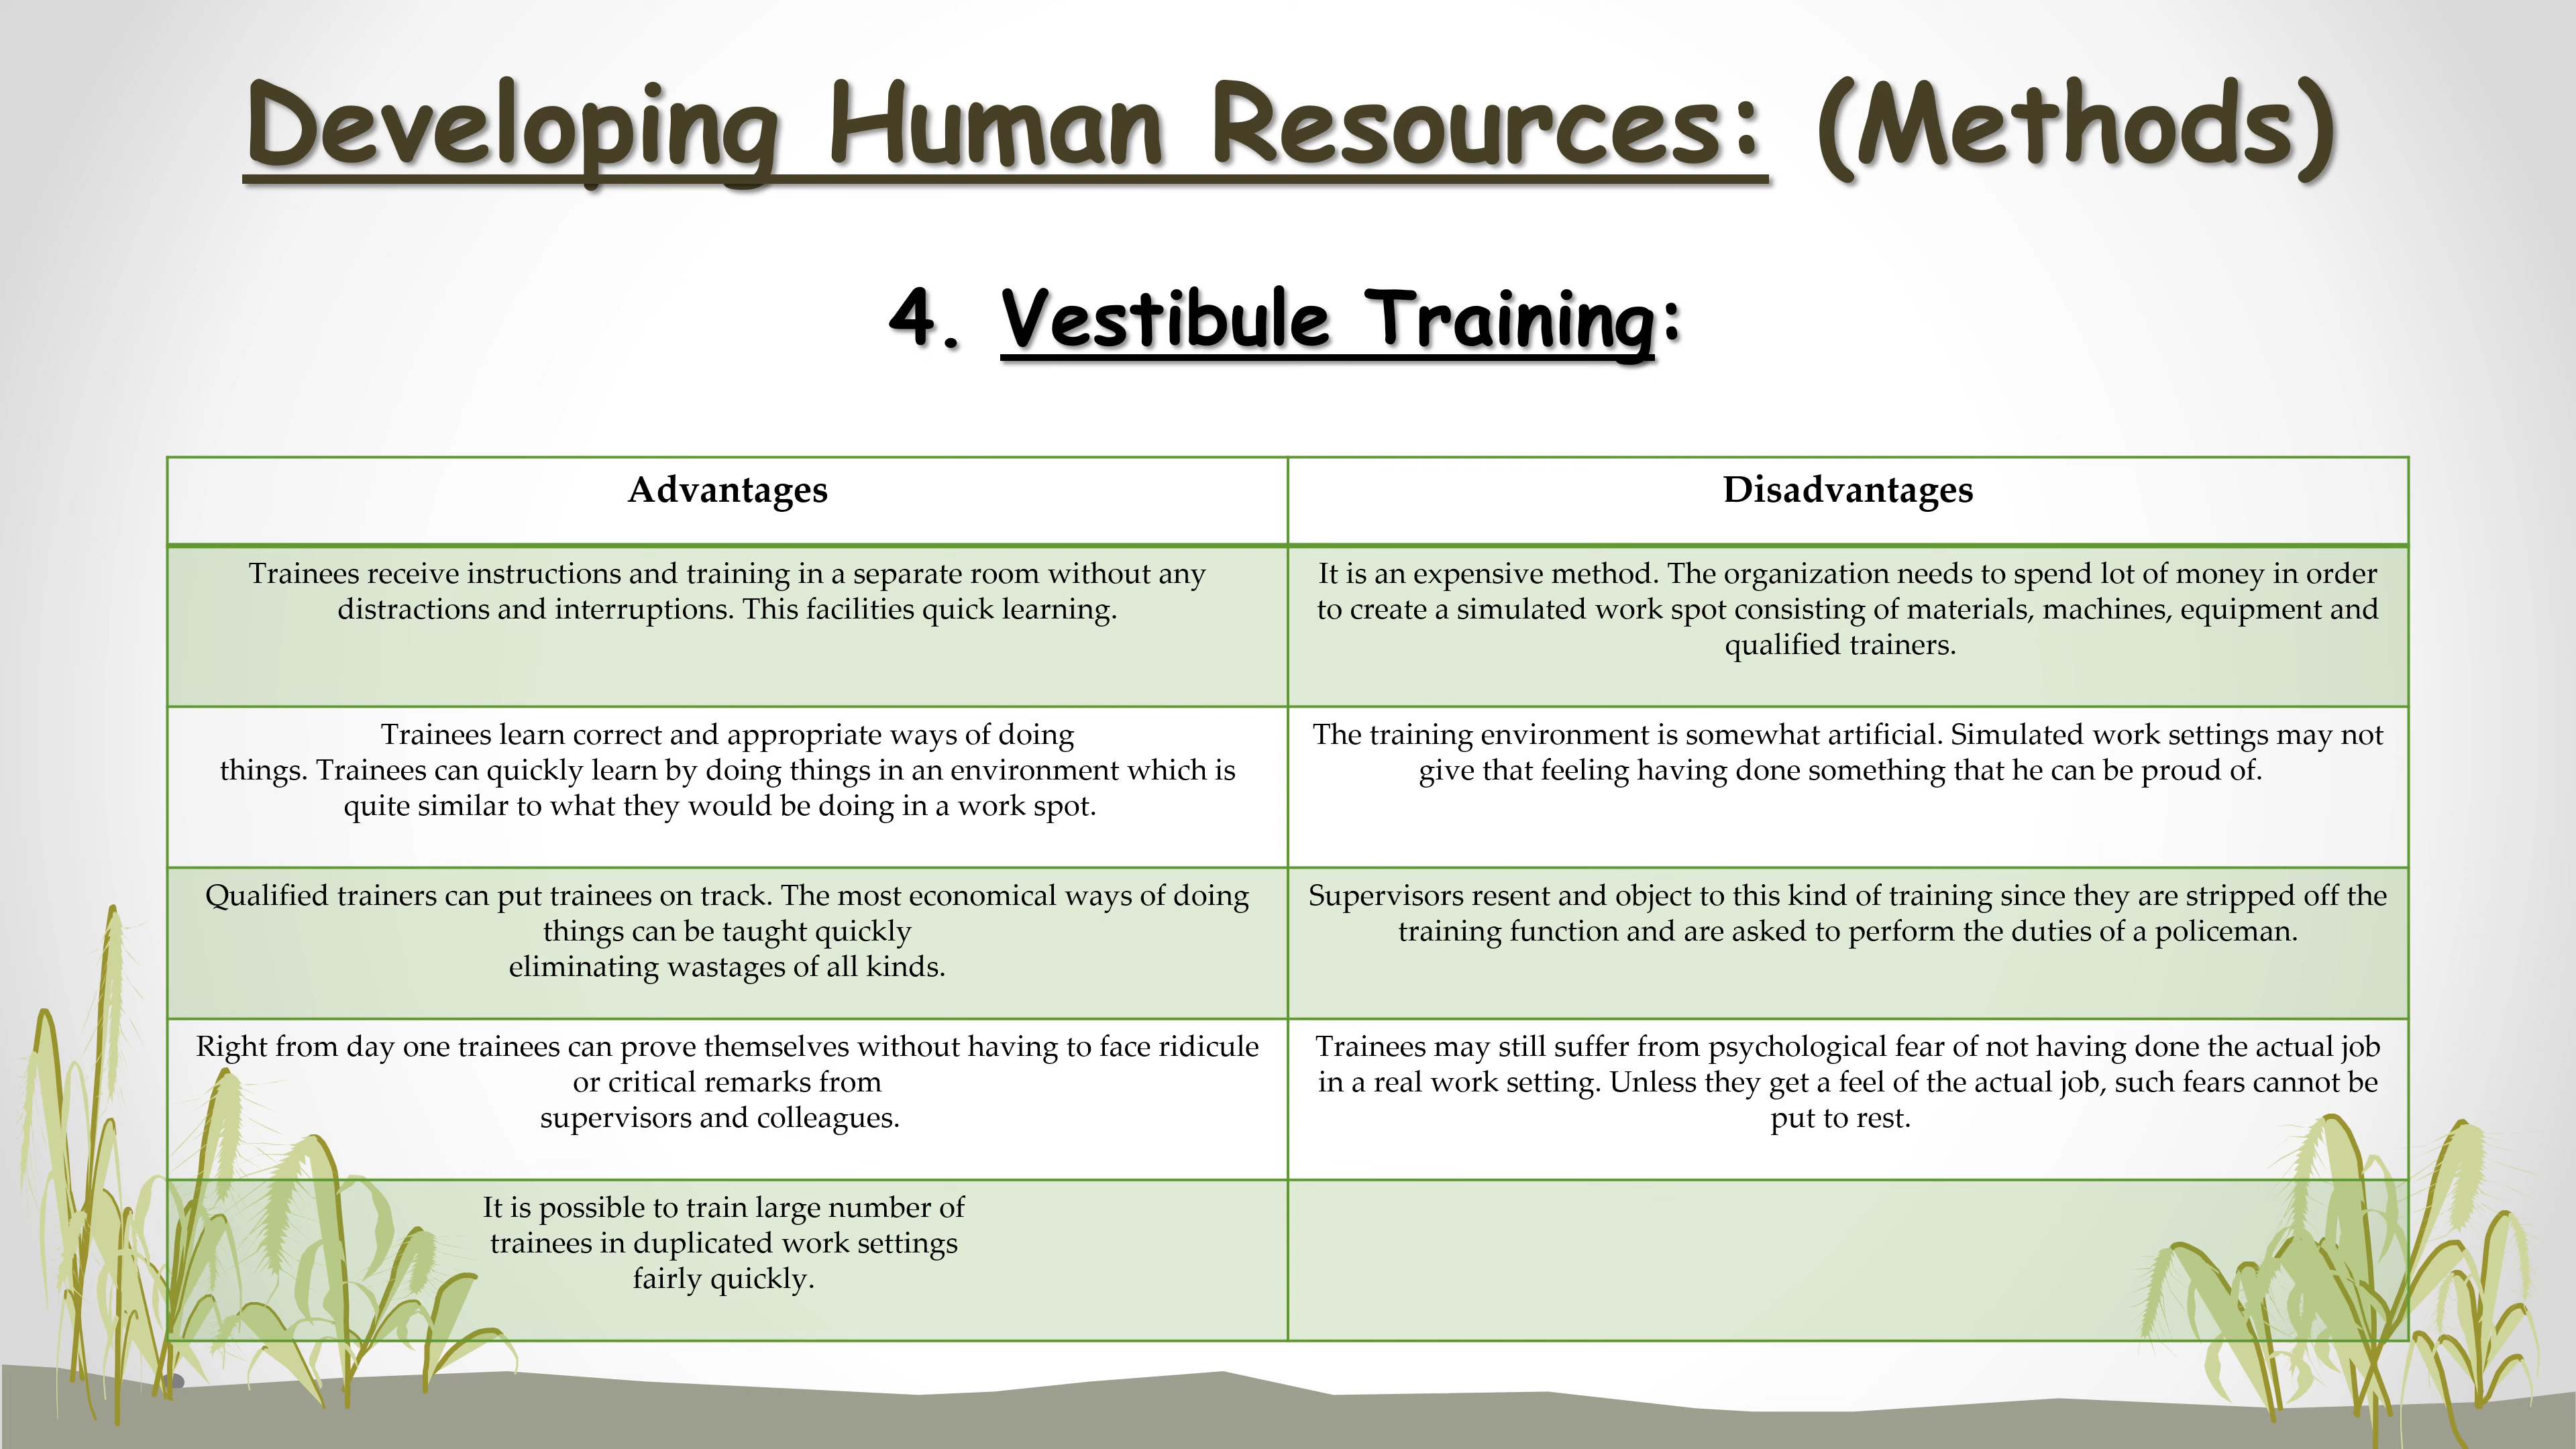 Developing Human Resources: (Methods)
4. Vestibule Training:
Advantages
Disadvantages
Trainees receive instructions and training in a separate room without any
distractions and interruptions. This facilities quick learning.
It is an expensive method. The organization needs to spend lot of money in order
to create a simulated work spot consisting of materials, machines, equipment and
qualified trainers.
Trainees learn correct and appropriate ways of doing
things. Trainees can quickly learn by doing things in an environment which is
quite similar to what they would be doing in a work spot.
The training environment is somewhat artificial. Simulated work settings may not
give that feeling having done something that he can be proud of.
Qualified trainers can put trainees on track. The most economical ways of doing
things can be taught quickly
eliminating wastages of all kinds.
Supervisors resent and object to this kind of training since they are stripped off the
training function and are asked to perform the duties of a policeman.
Right from day one trainees can prove themselves without having to face ridicule
or critical remarks from
supervisors and colleagues.
Trainees may still suffer from psychological fear of not having done the actual job
in a real work setting. Unless they get a feel of the actual job, such fears cannot be
put to rest.
It is possible to train large number of
trainees in duplicated work settings
fairly quickly.